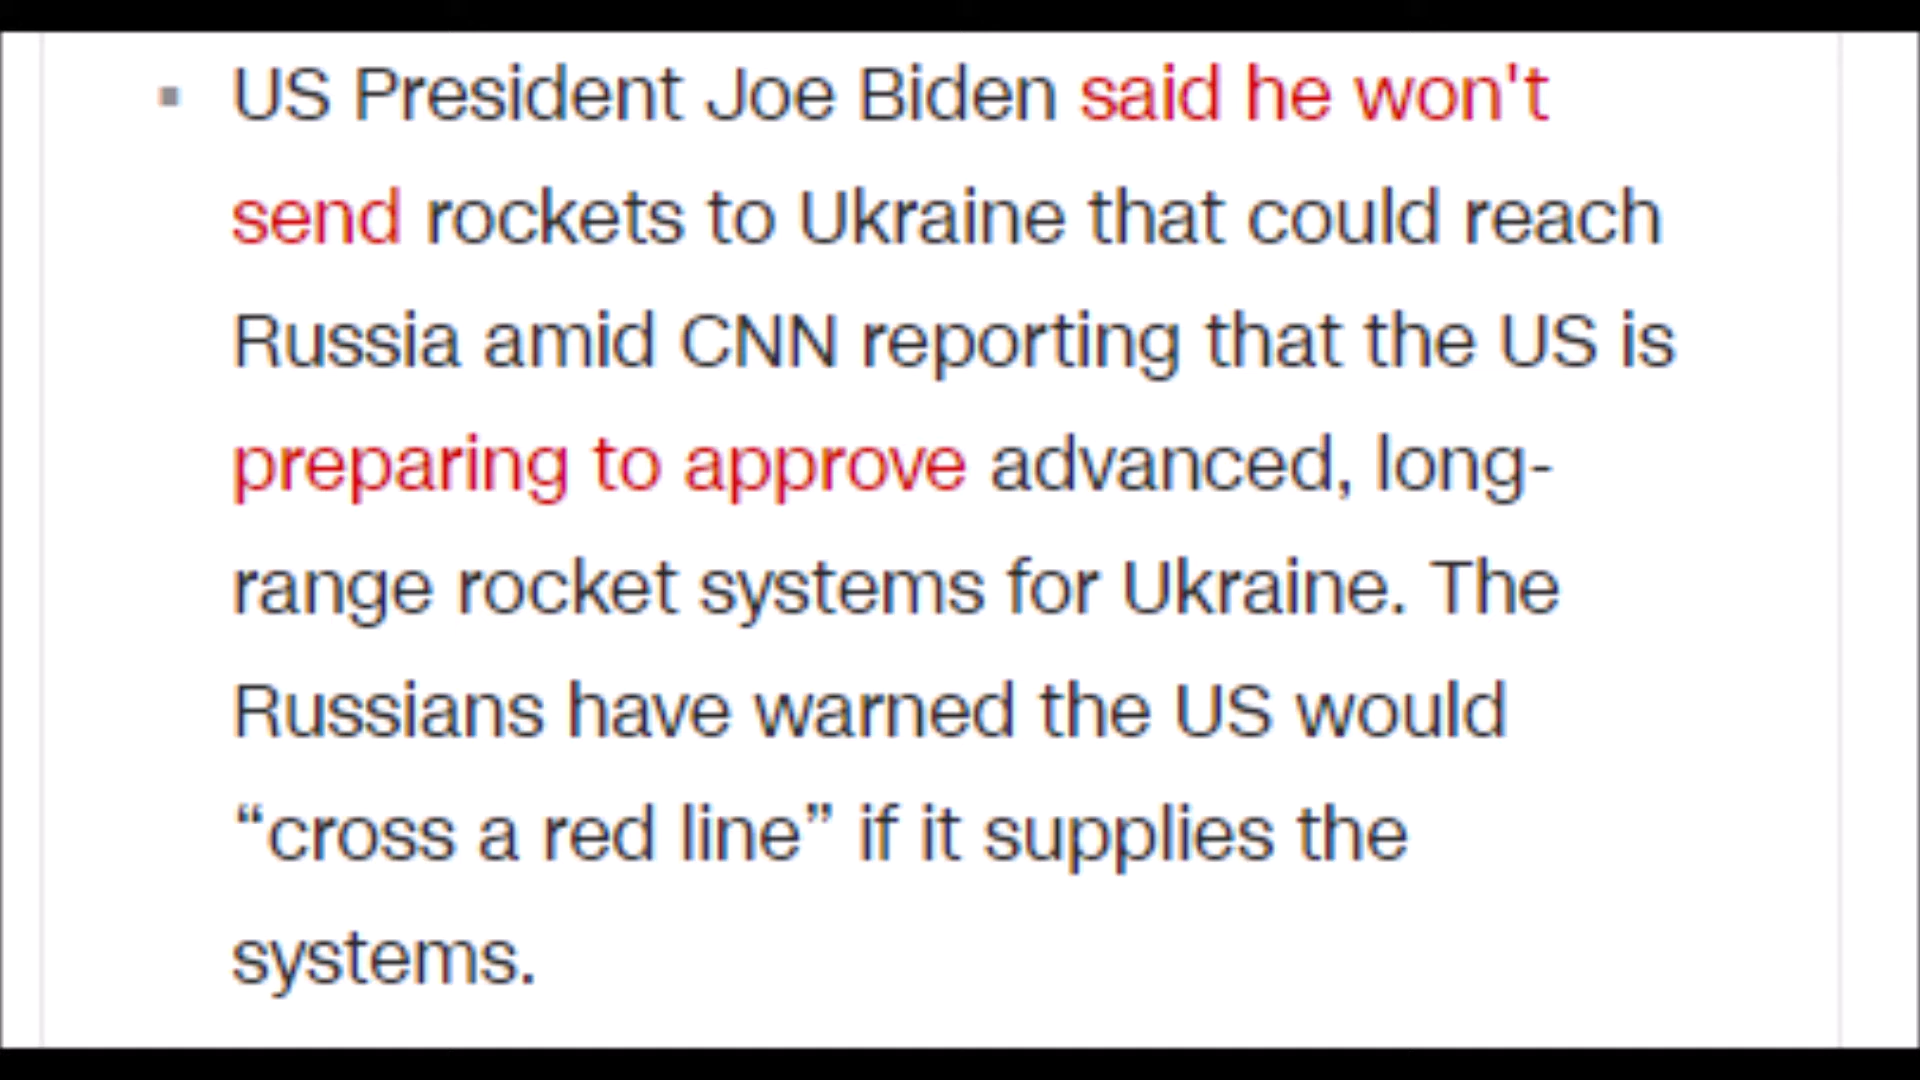 ▪ US President Joe Biden said he won't
send rockets to Ukraine that could reach
Russia amid CNN reporting that the US is
preparing to approve advanced, long-
range rocket systems for Ukraine. The
Russians have warned the US would
“cross a red line” if it supplies the
systems.